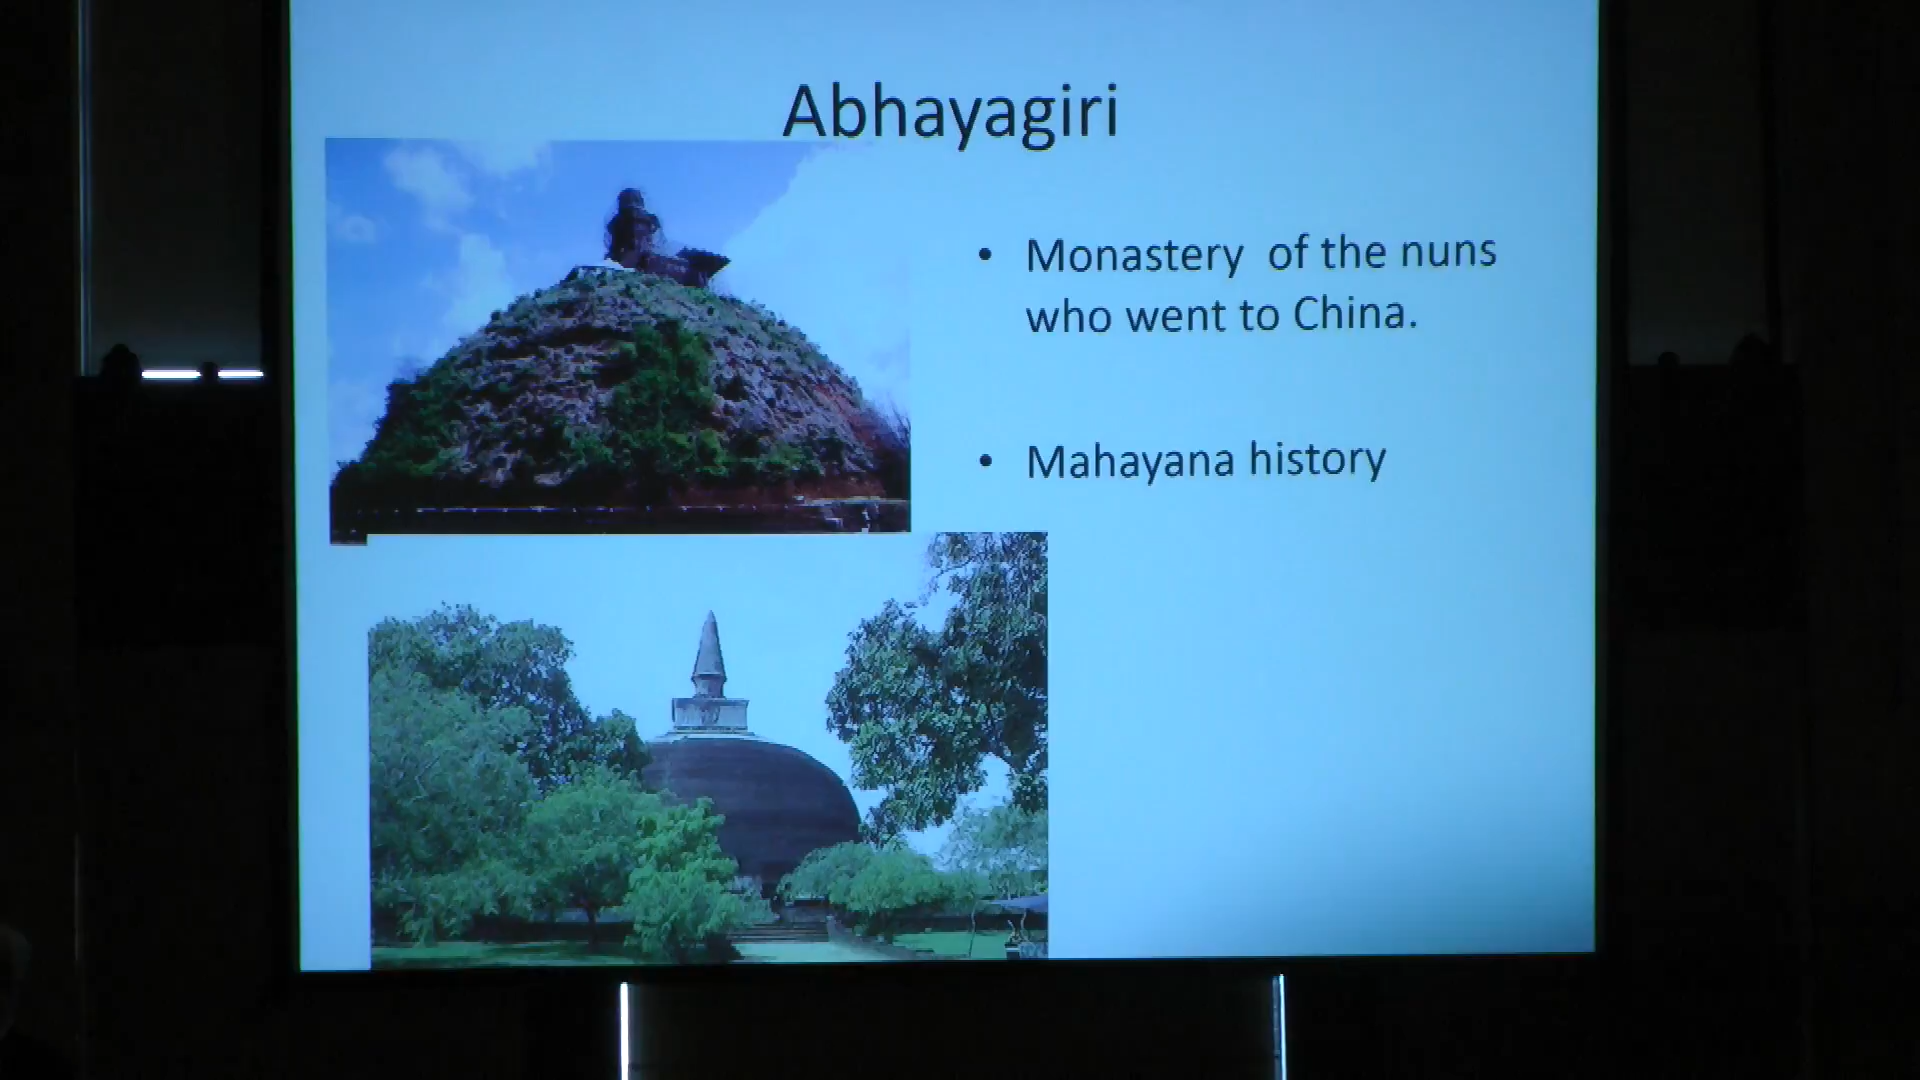 Abhayagiri
• Monastery of the nuns
who went to China.
• Mahayana history